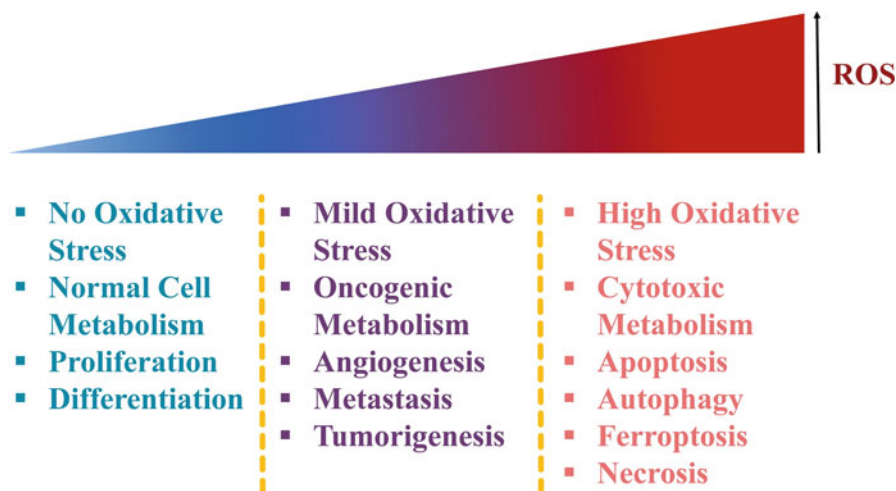 ROS
▪ No Oxidative
Stress
▪ Normal Cell
Metabolism
▪ Proliferation
▪ Differentiation
▪ Mild Oxidative
Stress
▪ Oncogenic
Metabolism
▪ Angiogenesis
▪ Metastasis
▪ Tumorigenesis
▪ High Oxidative
Stress
▪ Cytotoxic
Metabolism
▪ Apoptosis
▪ Autophagy
▪ Ferroptosis
▪ Necrosis